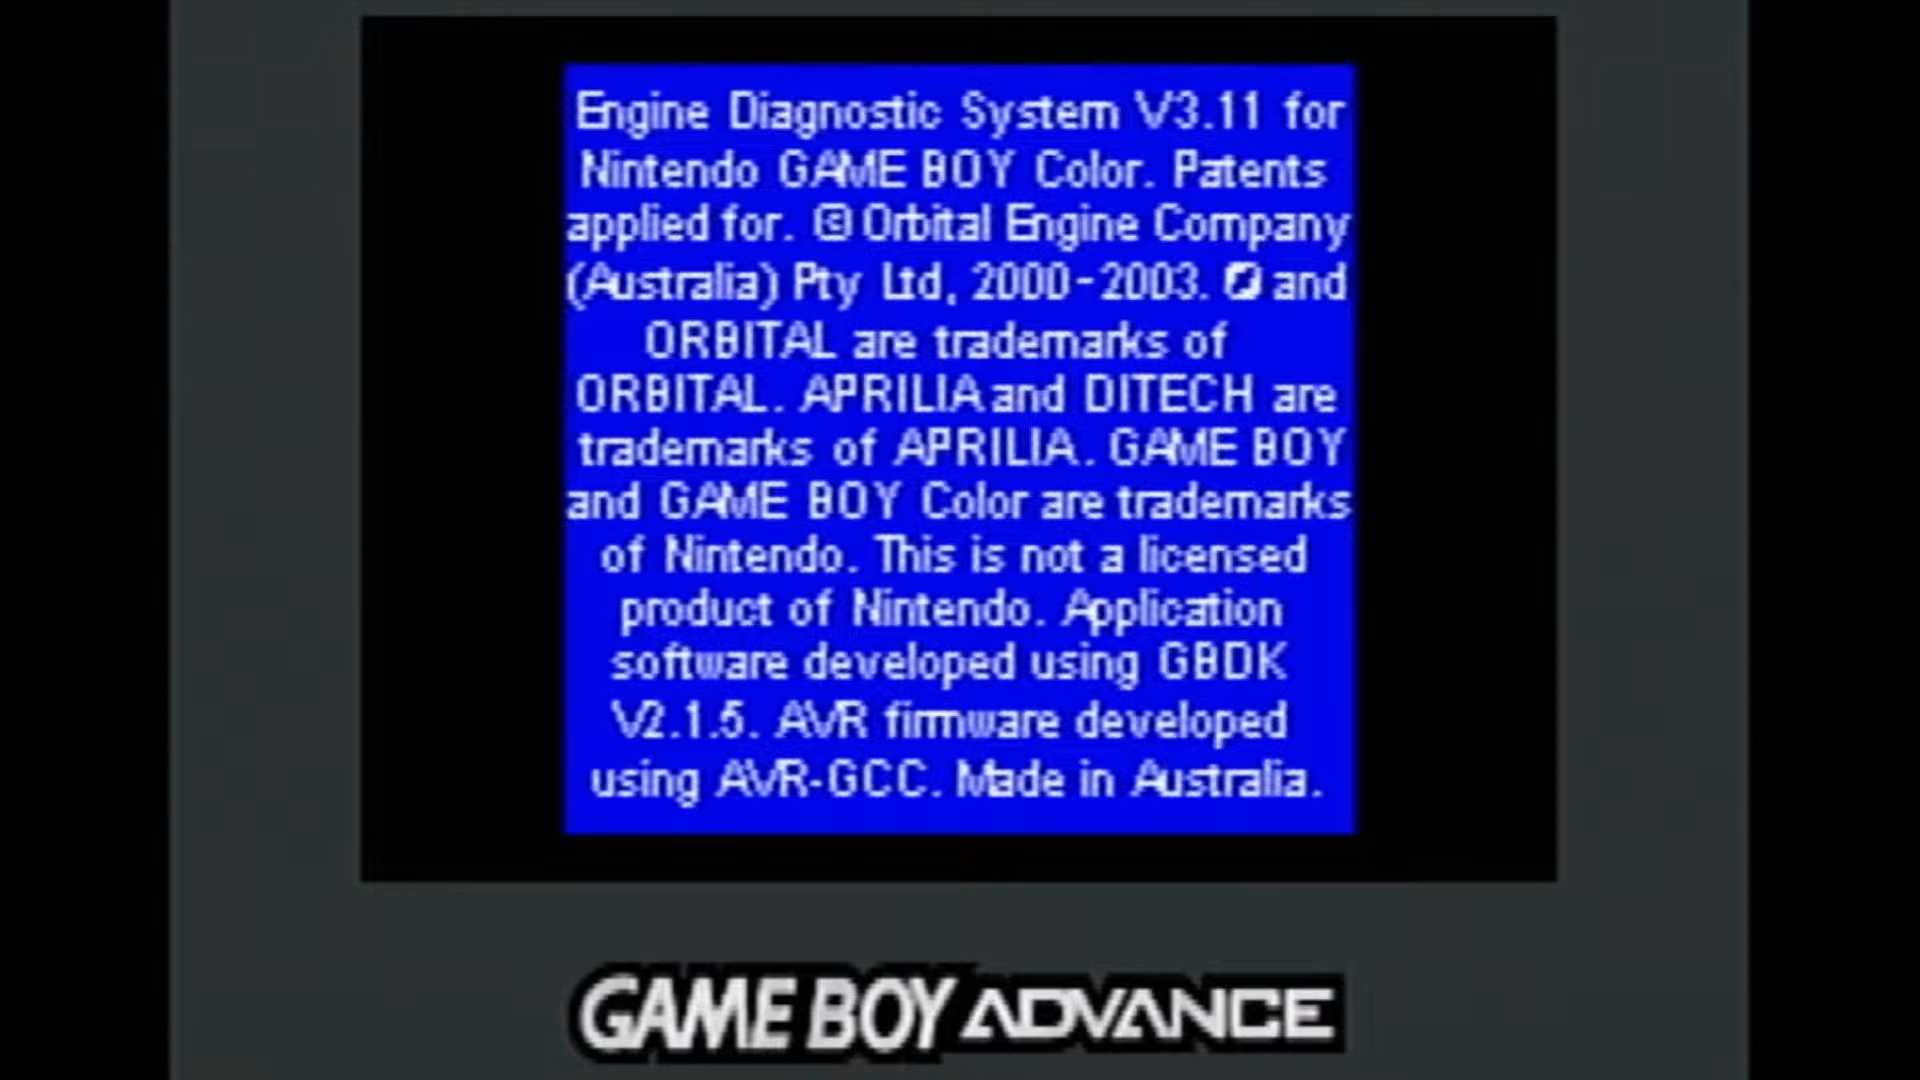 Engine Diagnostic System V3.11 for
Nintendo GAME BOY Color. Patents
applied for. © Orbital Engine Company
(Australia) Pty Ltd, 2000-2003. and
ORBITAL are trademarks of
ORBITAL. APRILIA and DITECH are
trademarks of APRILIA. GAME BOY
and GAME BOY Color are trademarks
of Nintendo. This is not a licensed
product of Nintendo. Application
software developed using GBDK
V2.1.5. AVR firmware developed
using AVR-GCC. Made in Australia.
GAME BOY ADVANCE